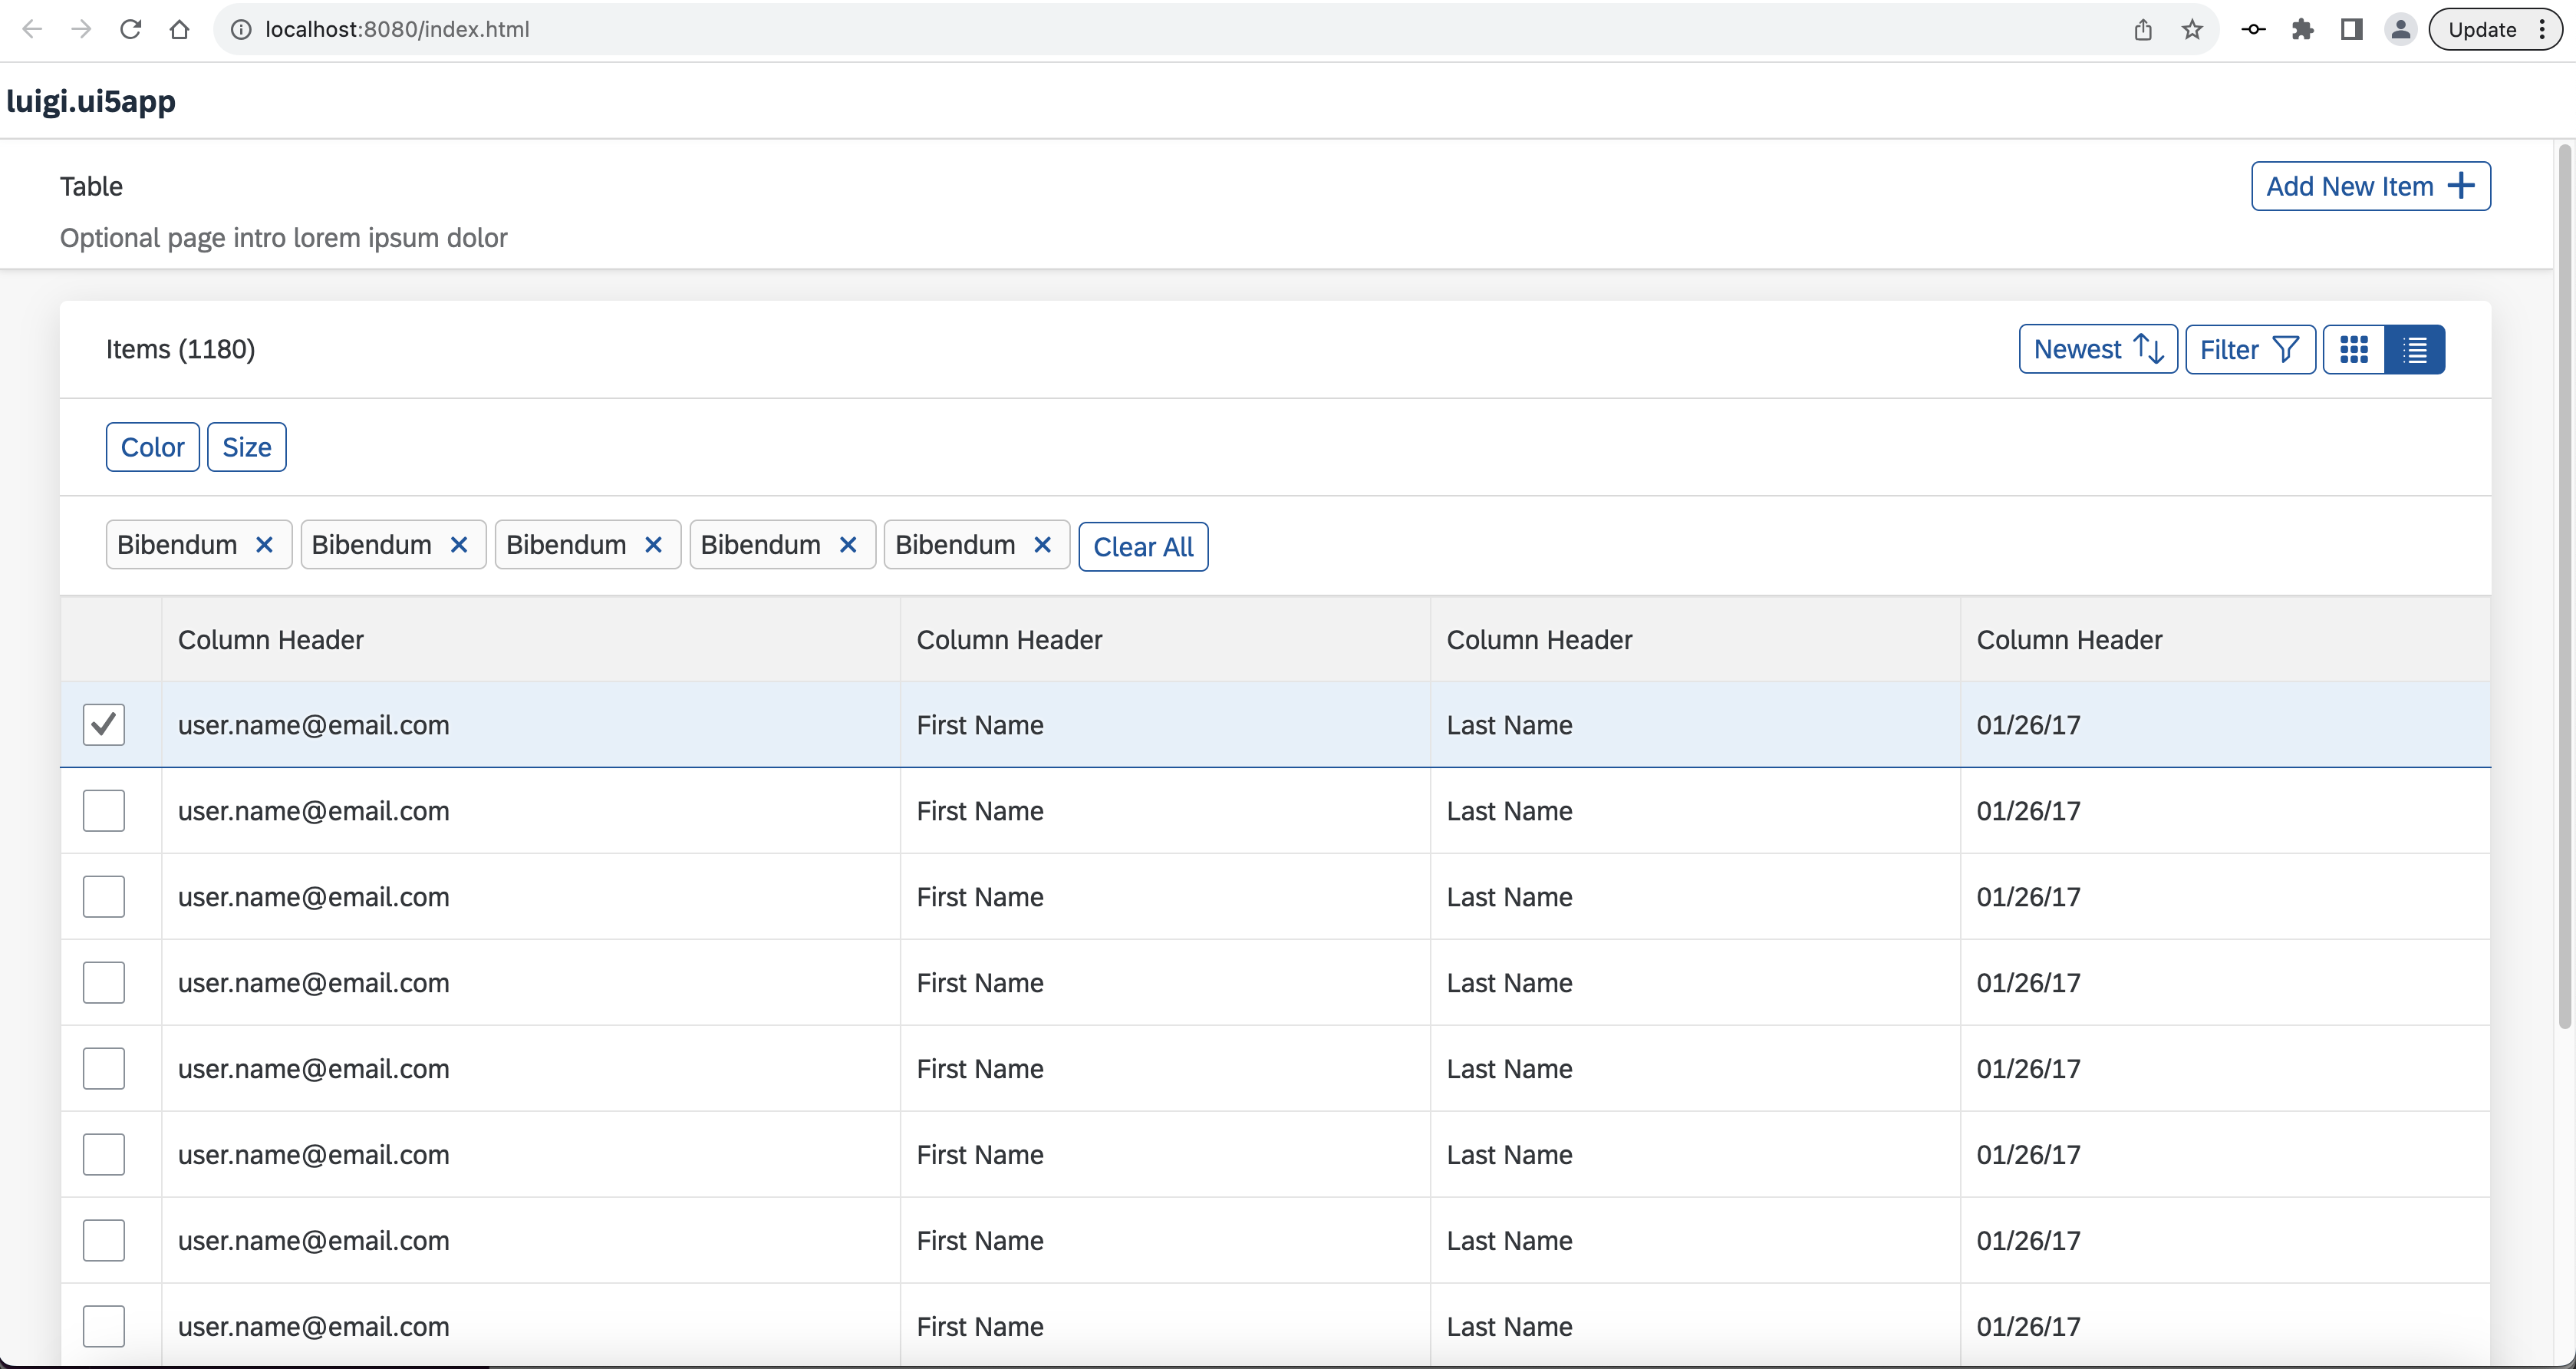 localhost:8080/index.html Update
luigi.ui5app
Table Add New Item
Optional page intro lorem ipsum dolor
Items (1180) Newest Filter
Color Size
Bibendum Bibendum Bibendum Bibendum Bibendum Clear All
Column Header Column Header Column Header Column Header
user.name@email.com First Name Last Name 01/26/17
user.name@email.com First Name Last Name 01/26/17
user.name@email.com First Name Last Name 01/26/17
user.name@email.com First Name Last Name 01/26/17
user.name@email.com First Name Last Name 01/26/17
user.name@email.com First Name Last Name 01/26/17
user.name@email.com First Name Last Name 01/26/17
user.name@email.com First Name Last Name 01/26/17